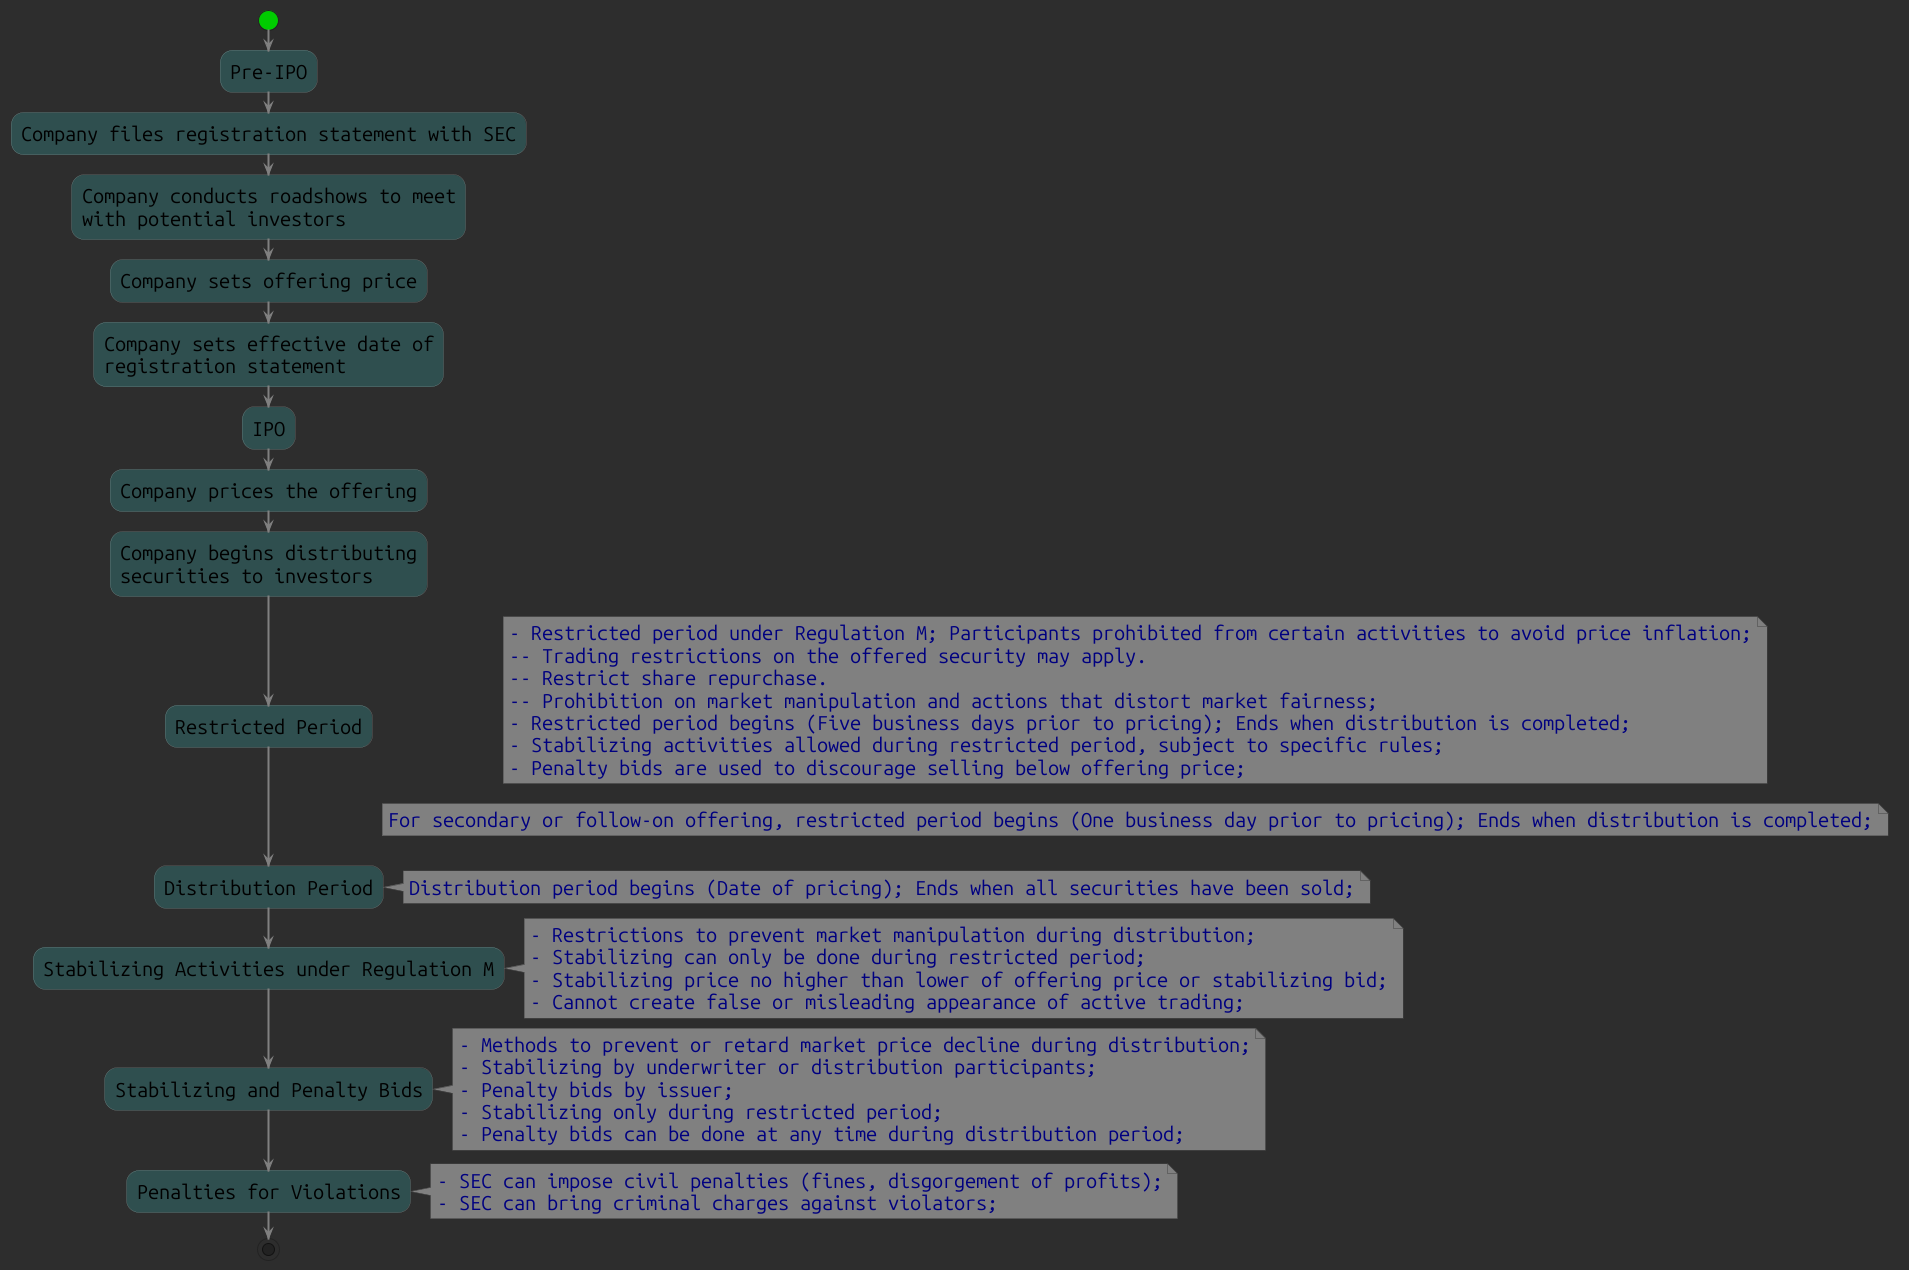 Pre-IPO
Company files registration statement with SEC
Company conducts roadshows to meet
with potential investors
Company sets offering price
Company sets effective date of
registration statement
IPO
Company prices the offering
Company begins distributing
securities to investors
Restricted Period
- Restricted period under Regulation M; Participants prohibited from certain activities to avoid price inflation;
-- Trading restrictions on the offered security may apply.
-- Restrict share repurchase.
-- Prohibition on market manipulation and actions that distort market fairness;
- Restricted period begins (Five business days prior to pricing); Ends when distribution is completed;
- Stabilizing activities allowed during restricted period, subject to specific rules;
- Penalty bids are used to discourage selling below offering price;
For secondary or follow-on offering, restricted period begins (One business day prior to pricing); Ends when distribution is completed;
Distribution Period
Distribution period begins (Date of pricing); Ends when all securities have been sold;
Stabilizing Activities under Regulation M
- Restrictions to prevent market manipulation during distribution;
- Stabilizing can only be done during restricted period;
- Stabilizing price no higher than lower of offering price or stabilizing bid;
- Cannot create false or misleading appearance of active trading;
Stabilizing and Penalty Bids
- Methods to prevent or retard market price decline during distribution;
- Stabilizing by underwriter or distribution participants;
- Penalty bids by issuer;
- Stabilizing only during restricted period;
- Penalty bids can be done at any time during distribution period;
Penalties for Violations
- SEC can impose civil penalties (fines, disgorgement of profits);
- SEC can bring criminal charges against violators;